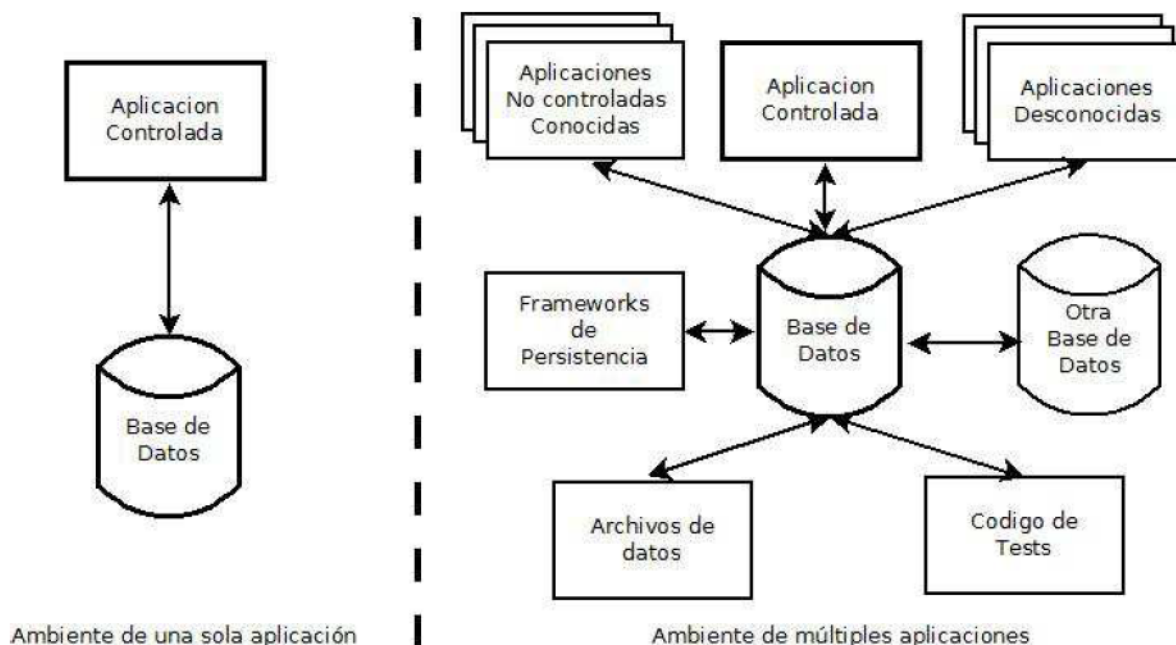 Aplicacion
Controlada
Base de
Datos
Ambiente de una sola aplicación
Aplicaciones
No controladas
Conocidas
Aplicacion
Controlada
Aplicaciones
Desconocidas
Frameworks
de
Persistencia
Base de
Datos
Otra
Base de
Datos
Archivos de
datos
Codigo de
Tests
Ambiente de múltiples aplicaciones